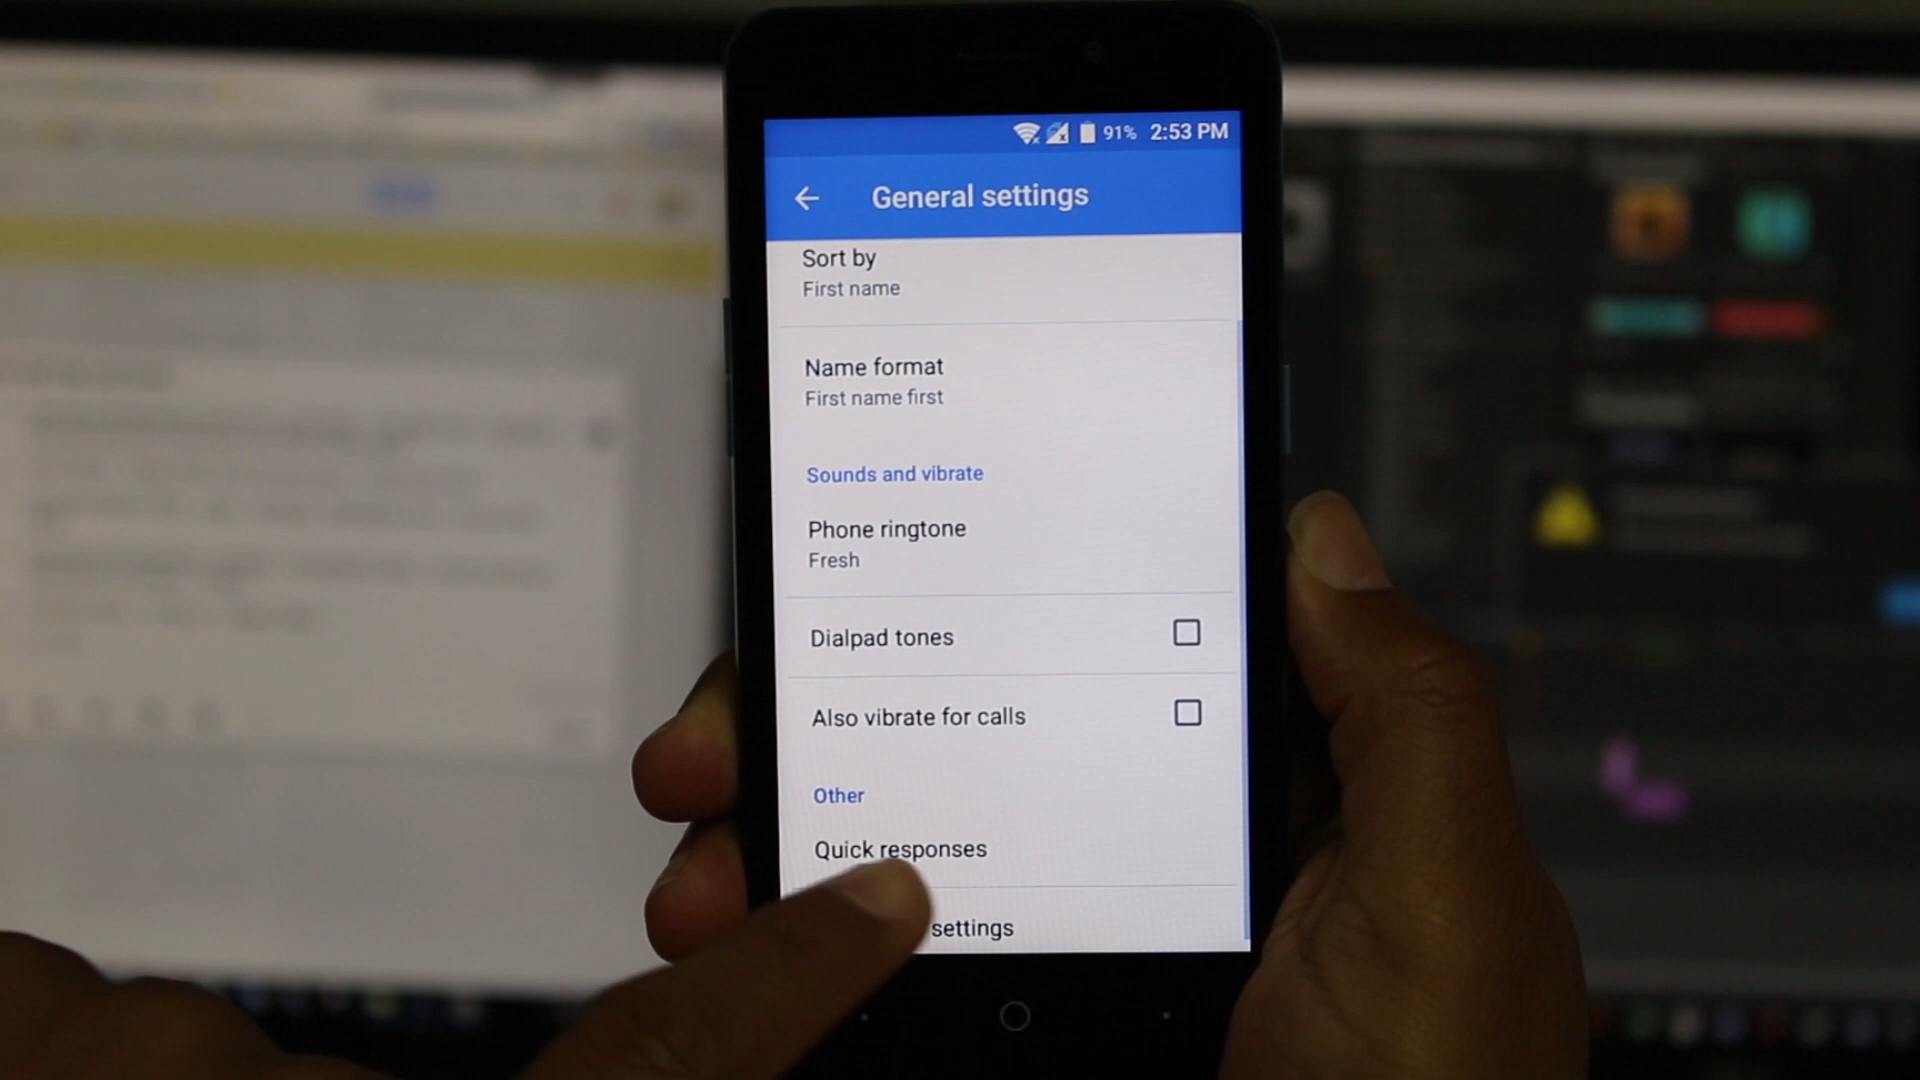 91% 2:53 PM
General settings
Sort by
First name
Name format
First name first
Sounds and vibrate
Phone ringtone
Fresh
Dialpad tones
Also vibrate for calls
Other
Quick responses
settings